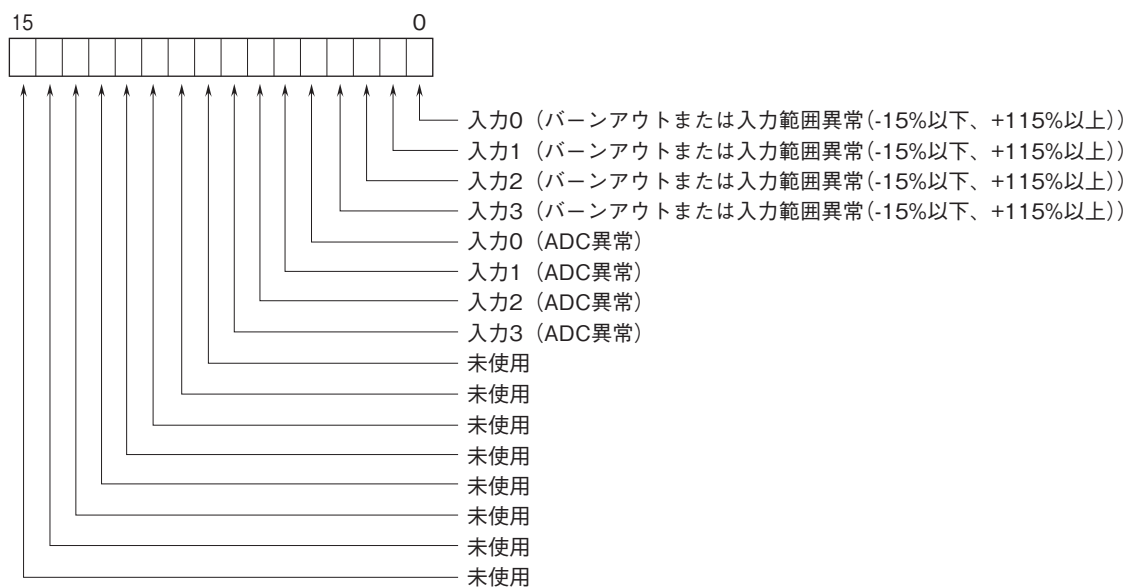 15 0
入力0（バーンアウトまたは入力範囲異常(-15%以下、+115%以上)）
入力1（バーンアウトまたは入力範囲異常(-15%以下、+115%以上)）
入力2（バーンアウトまたは入力範囲異常(-15%以下、+115%以上)）
入力3（バーンアウトまたは入力範囲異常(-15%以下、+115%以上)）
入力0（ADC異常）
入力1（ADC異常）
入力2（ADC異常）
入力3（ADC異常）
未使用
未使用
未使用
未使用
未使用
未使用
未使用
未使用